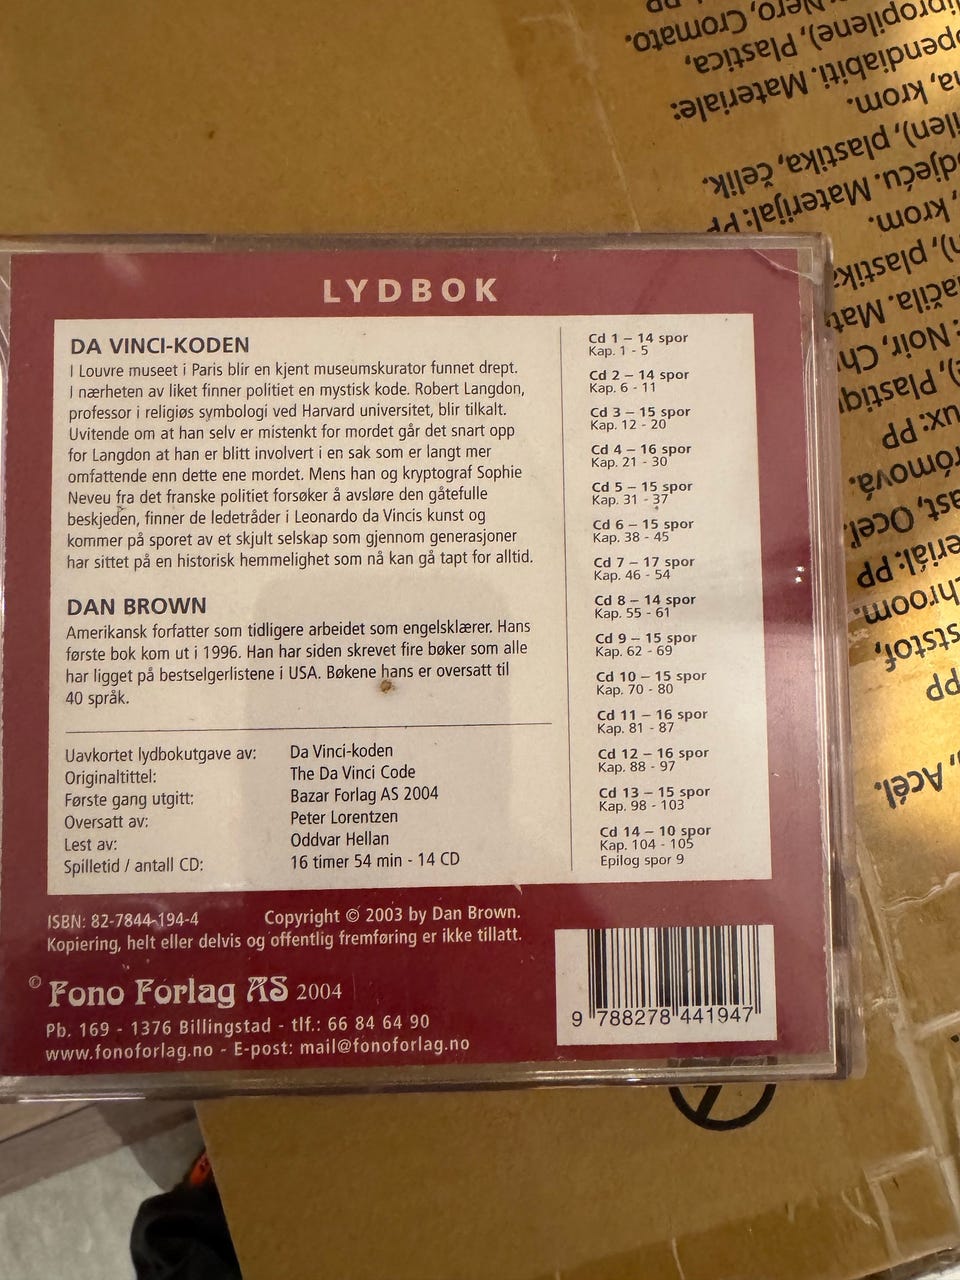 LYDBOK
DA VINCI-KODEN
I Louvre museet i Paris blir en kjent museumskurator funnet drept.
I nærheten av liket finner politiet en mystisk kode. Robert Langdon,
professor i religiøs symbologi ved Harvard universitet, blir tilkalt.
Uvitende om at han selv er mistenkt for mordet går det snart opp
for Langdon at han er blitt involvert i en sak som er langt mer
omfattende enn dette ene mordet. Mens han og kryptograf Sophie
Neveu fra det franske politiet forsøker å avsløre den gåtefulle
beskjeden, finner de ledetråder i Leonardo da Vincis kunst og
kommer på sporet av et skjult selskap som gjennom generasjoner
har sittet på en historisk hemmelighet som nå kan gå tapt for alltid.
DAN BROWN
Amerikansk forfatter som tidligere arbeidet som engelsklærer. Hans
første bok kom ut i 1996. Han har siden skrevet fire bøker som alle
har ligget på bestselgerlistene i USA. Bøkene hans er oversatt til
40 språk.
Uavkortet lydbokutgave av: Da Vinci-koden
Originaltittel: The Da Vinci Code
Første gang utgitt: Bazar Forlag AS 2004
Oversatt av: Peter Lorentzen
Lest av: Oddvar Hellan
Spilletid / antall CD: 16 timer 54 min - 14 CD
Cd 1 – 14 spor
Kap. 1 - 5
Cd 2 – 14 spor
Kap. 6 - 11
Cd 3 – 15 spor
Kap. 12 - 20
Cd 4 – 16 spor
Kap. 21 - 30
Cd 5 – 15 spor
Kap. 31 - 37
Cd 6 – 15 spor
Kap. 38 - 45
Cd 7 – 17 spor
Kap. 46 - 54
Cd 8 – 14 spor
Kap. 55 - 61
Cd 9 – 15 spor
Kap. 62 - 69
Cd 10 – 15 spor
Kap. 70 - 80
Cd 11 – 16 spor
Kap. 81 - 87
Cd 12 – 16 spor
Kap. 88 - 97
Cd 13 – 15 spor
Kap. 98 - 103
Cd 14 – 10 spor
Kap. 104 - 105
Epilog spor 9
ISBN: 82-7844-194-4 Copyright © 2003 by Dan Brown.
Kopiering, helt eller delvis og offentlig fremføring er ikke tillatt.
© Fono Forlag AS 2004
Pb. 169 - 1376 Billingstad - tlf.: 66 84 64 90
www.fonoforlag.no - E-post: mail@fonoforlag.no
9 788278 441947
, Acél.
PP
chroom.
PP
krom.
djeću. Materijal: PP
plastika, čelik.
krom.
Materiale:
Plastica,
Nero, Cromato.